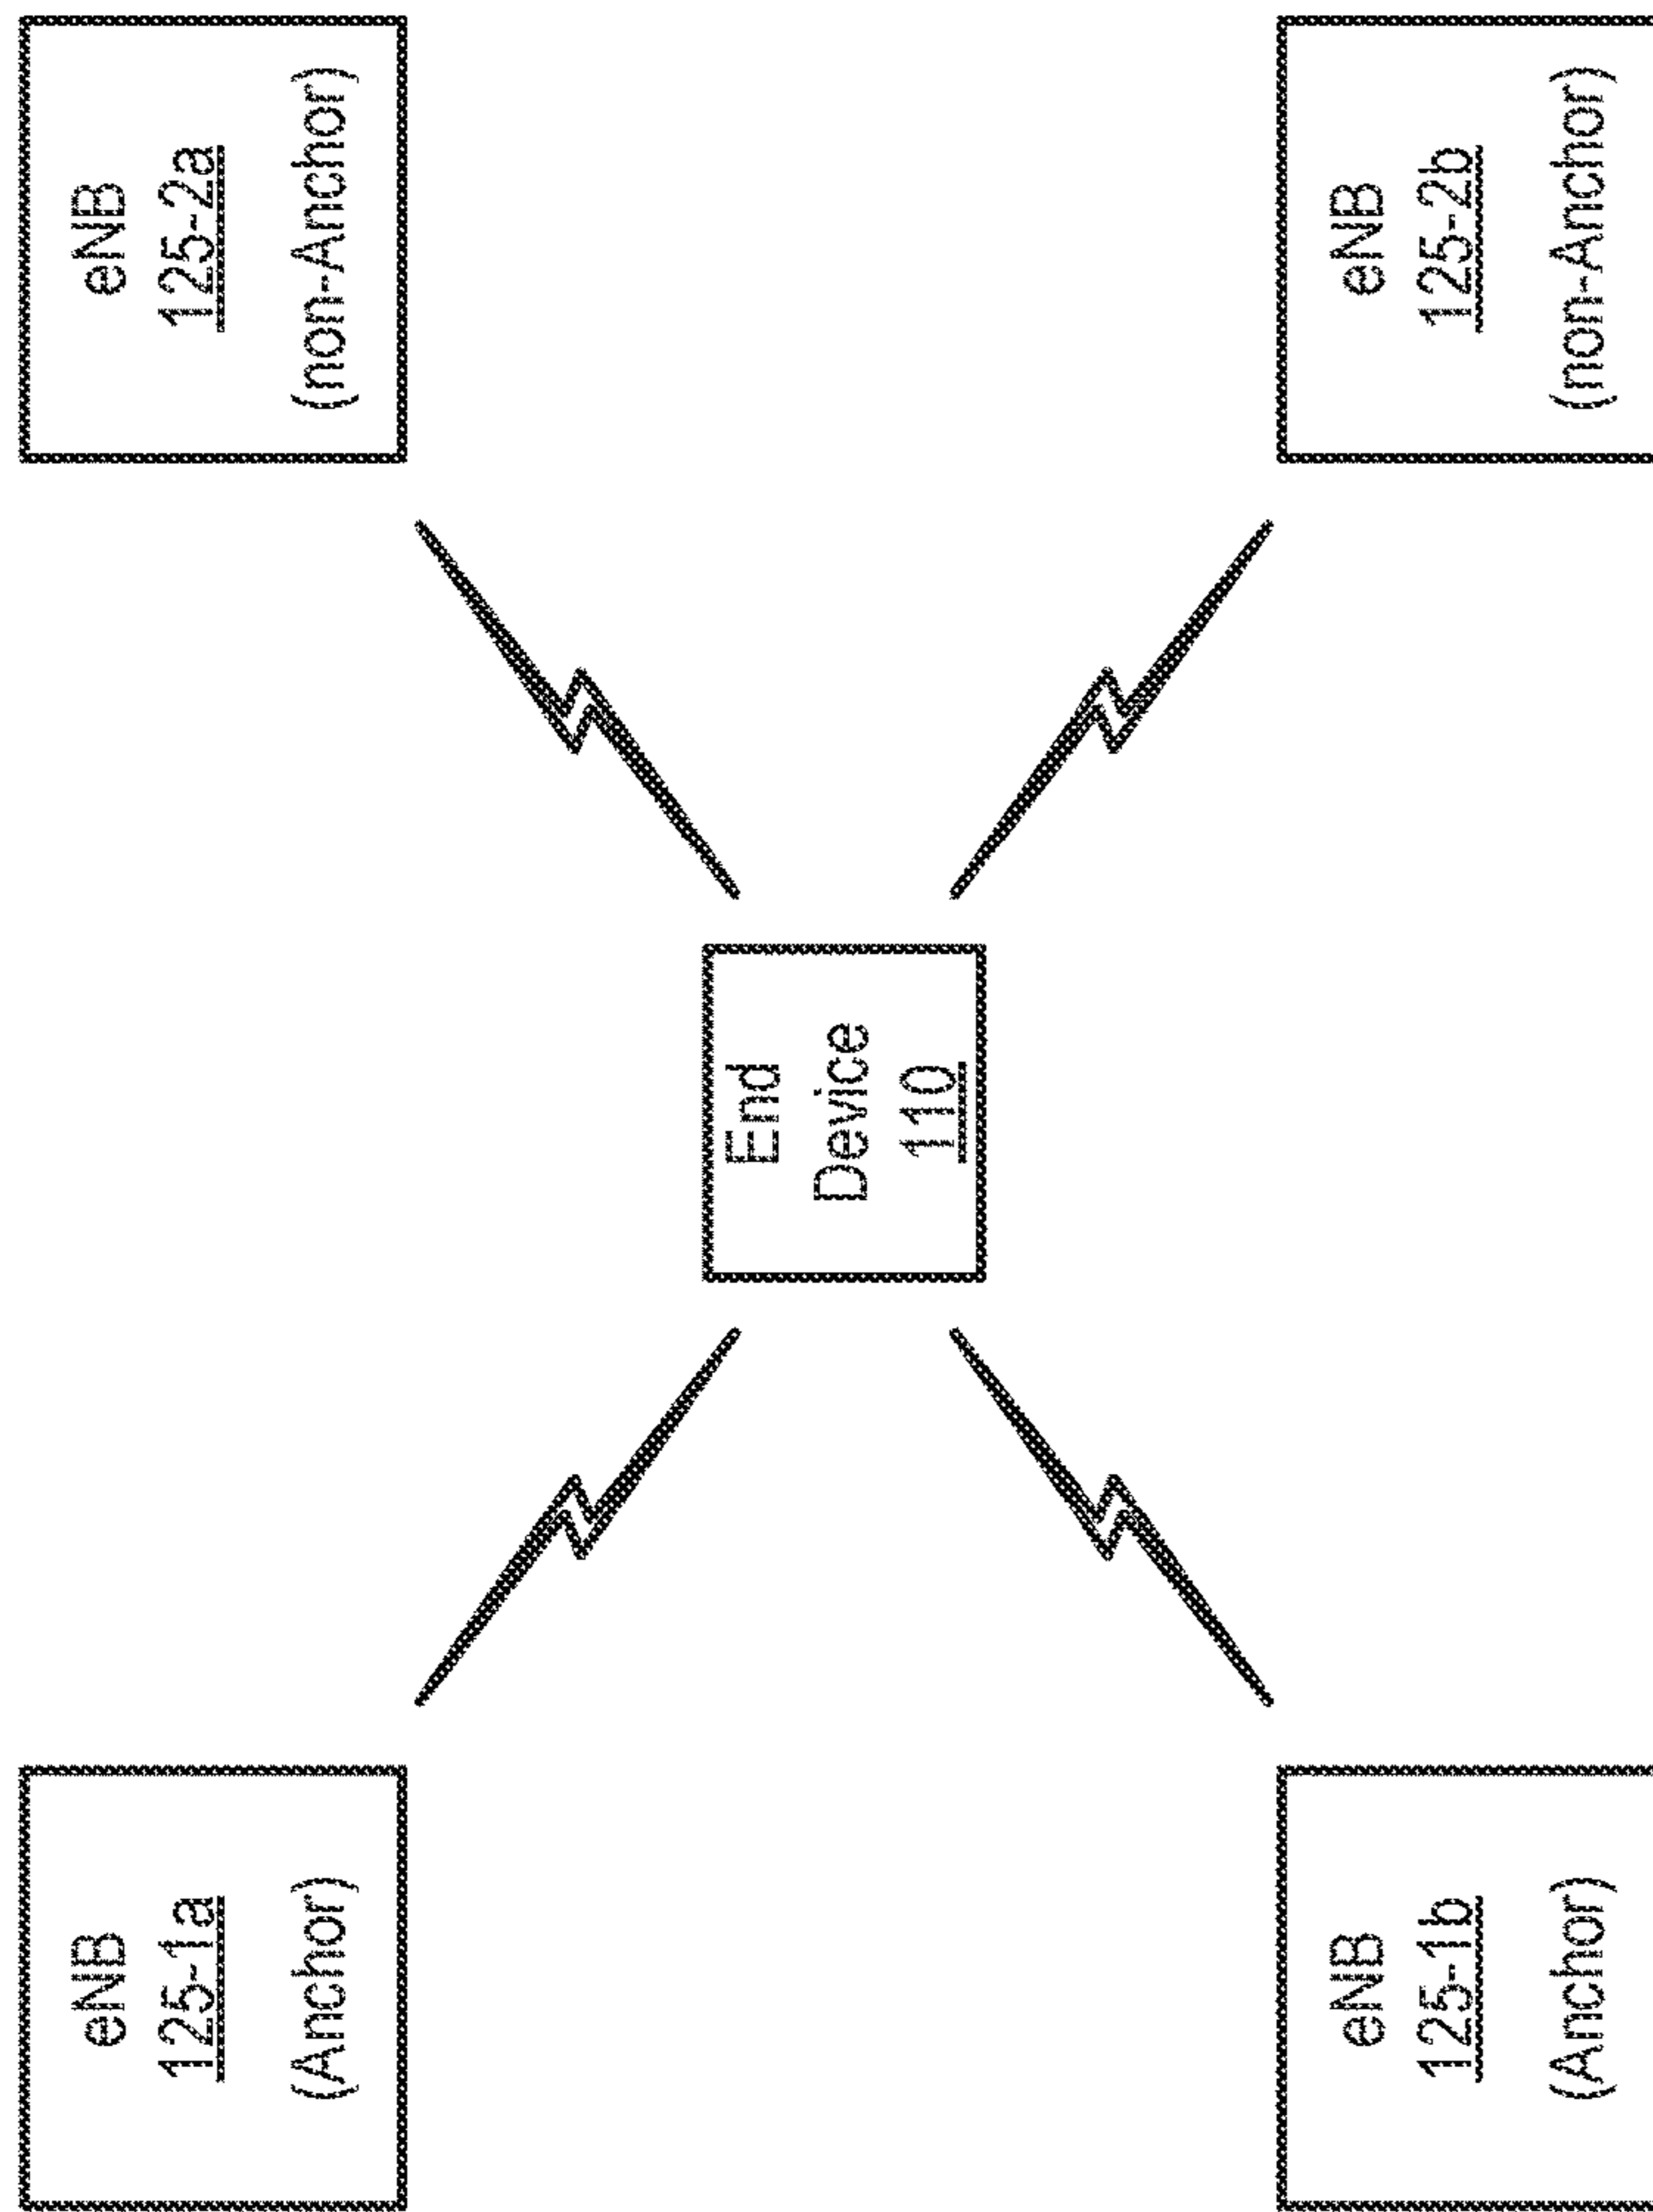 eNB
125-1a
(Anchor)
eNB
125-2a
(non-Anchor)
End
Device
110
eNB
125-1b
(Anchor)
eNB
125-2b
(non-Anchor)